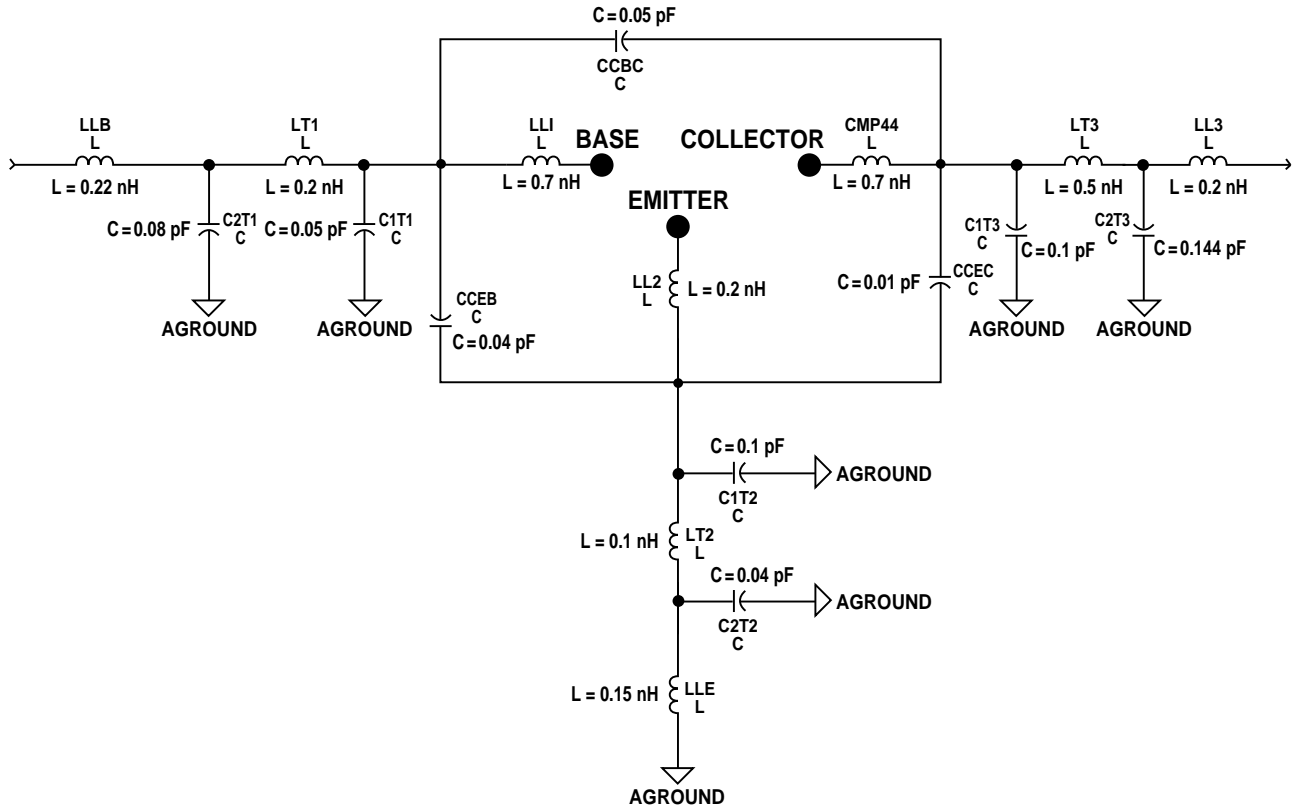 C = 0.05 pF
CCBC
C
LLB
L
L = 0.22 nH
LT1
L
L = 0.2 nH
LLI
L
L = 0.7 nH
BASE
COLLECTOR
CMP44
L
L = 0.7 nH
LT3
L
L = 0.5 nH
LL3
L
L = 0.2 nH
EMITTER
C = 0.08 pF
C2T1
C
AGROUND
C = 0.05 pF
C1T1
C
AGROUND
CCEB
C
C = 0.04 pF
LL2
L
L = 0.2 nH
C = 0.01 pF
CCEC
C
C1T3
C
C = 0.1 pF
AGROUND
C2T3
C
C = 0.144 pF
AGROUND
C = 0.1 pF
C1T2
C
AGROUND
L = 0.1 nH
LT2
L
C = 0.04 pF
C2T2
C
AGROUND
L = 0.15 nH
LLE
L
AGROUND